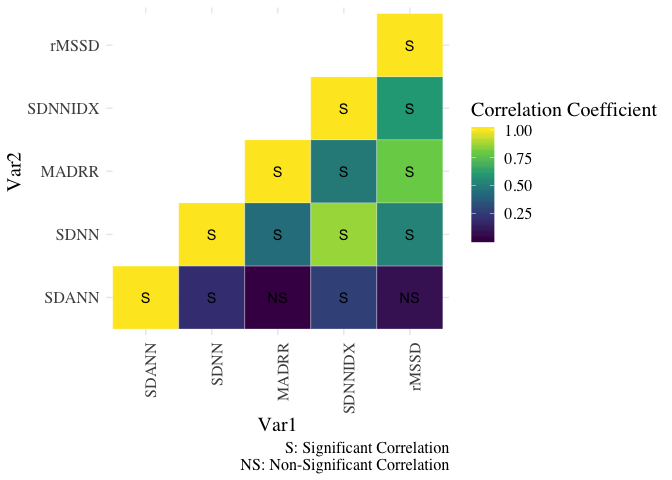 rMSSD
S
SDNNIDX
S
S
Correlation Coefficient
1.00
0.75
0.50
0.25
Var2
MADRR
S
S
S
SDNN
S
S
S
S
SDANN
S
S
NS
S
NS
SDANN
SDNN
MADRR
SDNNIDX
rMSSD
Var1
S: Significant Correlation
NS: Non-Significant Correlation